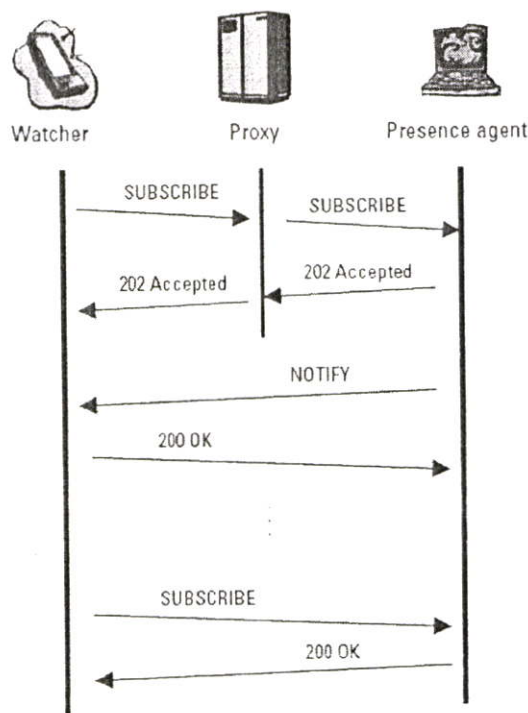 Watcher
Proxy
Presence agent
SUBSCRIBE
SUBSCRIBE
202 Accepted
202 Accepted
NOTIFY
200 OK
SUBSCRIBE
200 OK